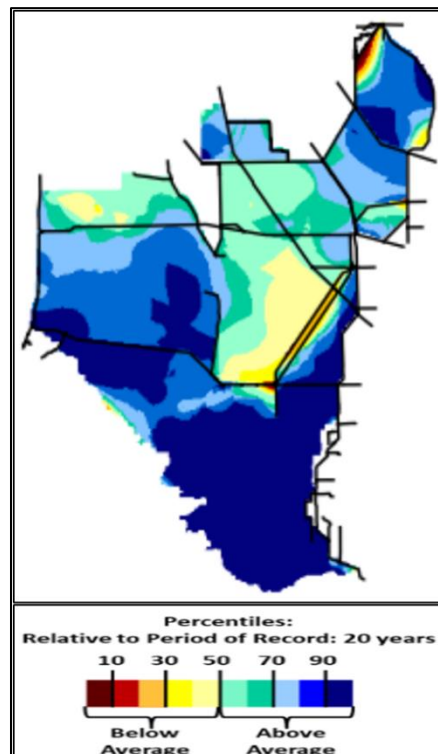 Percentiles:
Relative to Period of Record: 20 years
10 30 50 70 90
Below Above
Average Average